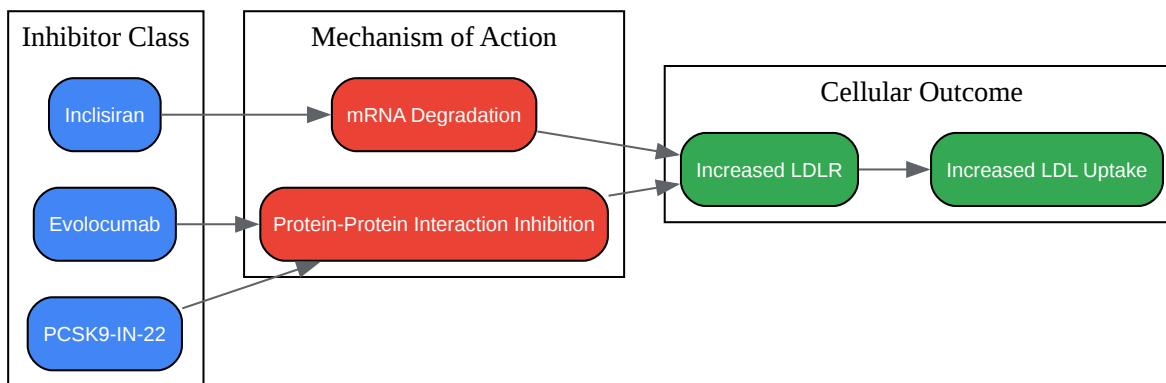 Inhibitor Class
Inclisiran
Evolocumab
PCSK9-IN-22
Mechanism of Action
mRNA Degradation
Protein-Protein Interaction Inhibition
Cellular Outcome
Increased LDLR
Increased LDL Uptake